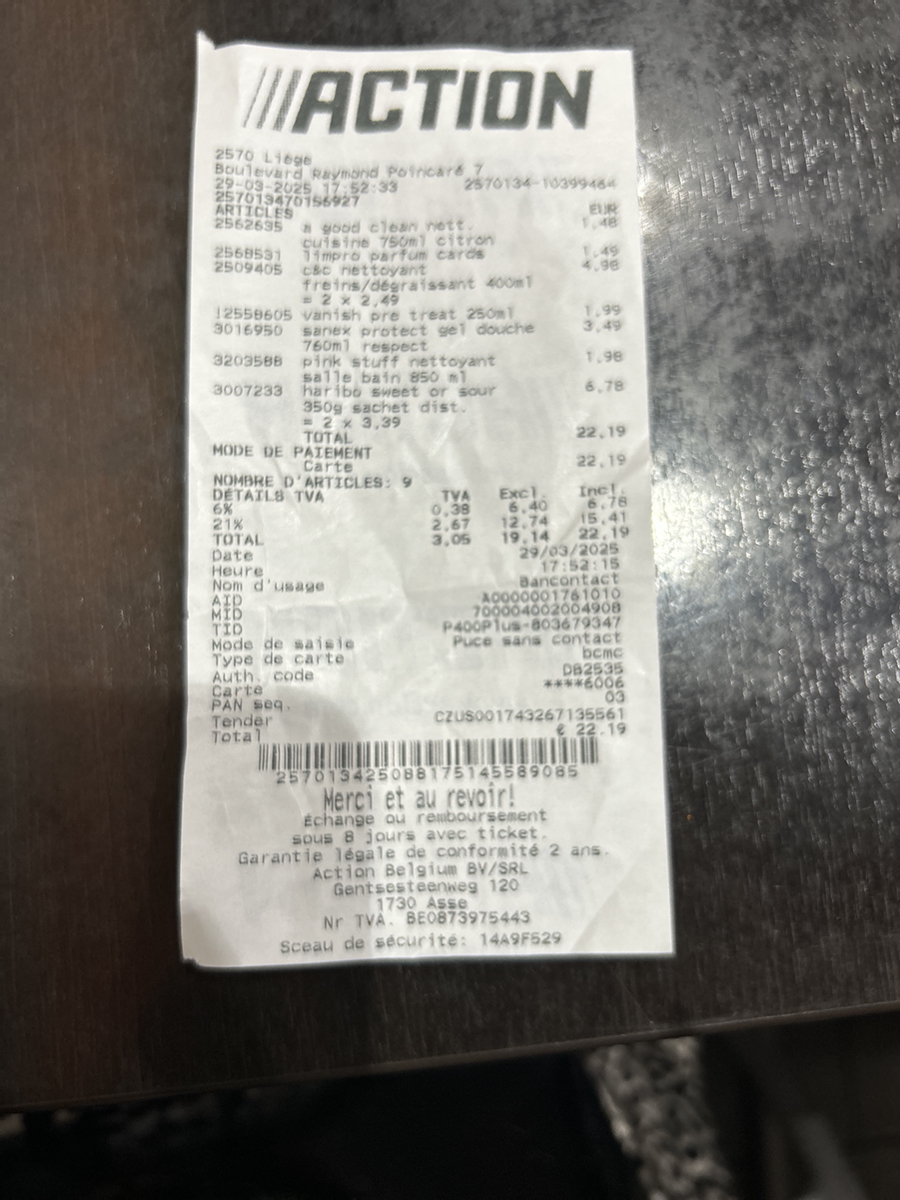 ACTION
2570 Liège
Boulevard Raymond Poincaré 7
29-03-2025 17:52:33 2570134-10399464
257013470156927
ARTICLES EUR
2562635 a good clean nett. 1,48
cuisine 750ml citron
2568531 limpro parfum cards 1,49
2509405 c&c nettoyant 4,98
freins/dégraissant 400ml
= 2 x 2,49
12558605 vanish pre treat 250ml 1,99
3016950 sanex protect gel douche 3,49
760ml respect
3203588 pink stuff nettoyant 1,98
salle bain 850 ml
3007233 haribo sweet or sour 6,78
350g sachet dist.
= 2 x 3,39
TOTAL 22,19
MODE DE PAIEMENT
Carte 22,19
NOMBRE D'ARTICLES: 9
DÉTAILS TVA TVA Excl. Incl.
6% 0,38 6,40 6,78
21% 2,67 12,74 15,41
TOTAL 3,05 19,14 22,19
Date 29/03/2025
Heure 17:52:15
Nom d'usage Bancontact
AID A0000001761010
MID 700004002004908
TID P400Plus-803679347
Mode de saisie Puce sans contact
Type de carte bcmc
Auth. code DB2535
Carte ****6006
PAN seq. 03
Tender CZUS001743267135561
Total € 22.19
2570134250881751455890​85
Merci et au revoir!
Échange ou remboursement
sous 8 jours avec ticket.
Garantie légale de conformité 2 ans.
Action Belgium BV/SRL
Gentsesteenweg 120
1730 Asse
Nr TVA. BE0873975443
Sceau de sécurité: 14A9F529